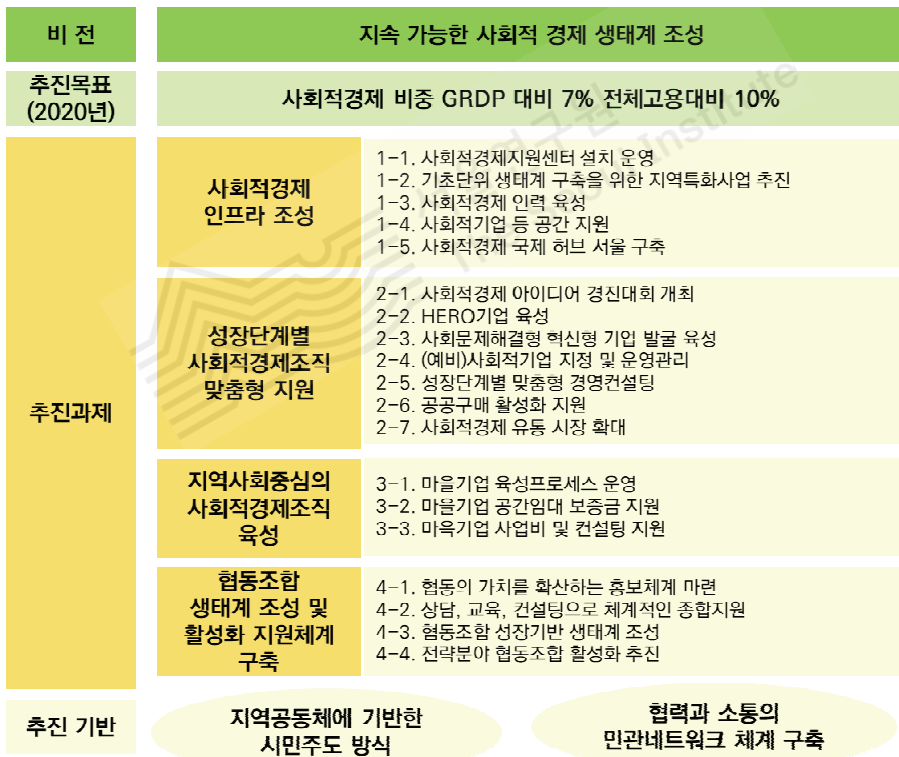 비 전
지속 가능한 사회적 경제 생태계 조성
추진목표
(2020년)
사회적경제 비중 GRDP 대비 7% 전체고용대비 10%
추진과제
사회적경제
인프라 조성
1-1. 사회적경제지원센터 설치 운영
1-2. 기초단위 생태계 구축을 위한 지역특화사업 추진
1-3. 사회적경제 인력 육성
1-4. 사회적기업 등 공간 지원
1-5. 사회적경제 국제 허브 서울 구축
성장단계별
사회적경제조직
맞춤형 지원
2-1. 사회적경제 아이디어 경진대회 개최
2-2. HERO기업 육성
2-3. 사회문제해결형 혁신형 기업 발굴 육성
2-4. (예비)사회적기업 지정 및 운영관리
2-5. 성장단계별 맞춤형 경영컨설팅
2-6. 공공구매 활성화 지원
2-7. 사회적경제 유통 시장 확대
지역사회중심의
사회적경제조직
육성
3-1. 마을기업 육성프로세스 운영
3-2. 마을기업 공간임대 보증금 지원
3-3. 마을기업 사업비 및 컨설팅 지원
협동조합
생태계 조성 및
활성화 지원체계
구축
4-1. 협동의 가치를 확산하는 홍보체계 마련
4-2. 상담, 교육, 컨설팅으로 체계적인 종합지원
4-3. 협동조합 성장기반 생태계 조성
4-4. 전략분야 협동조합 활성화 추진
추진 기반
지역공동체에 기반한
시민주도 방식
협력과 소통의
민관네트워크 체계 구축
서울연구원
The Seoul Institute